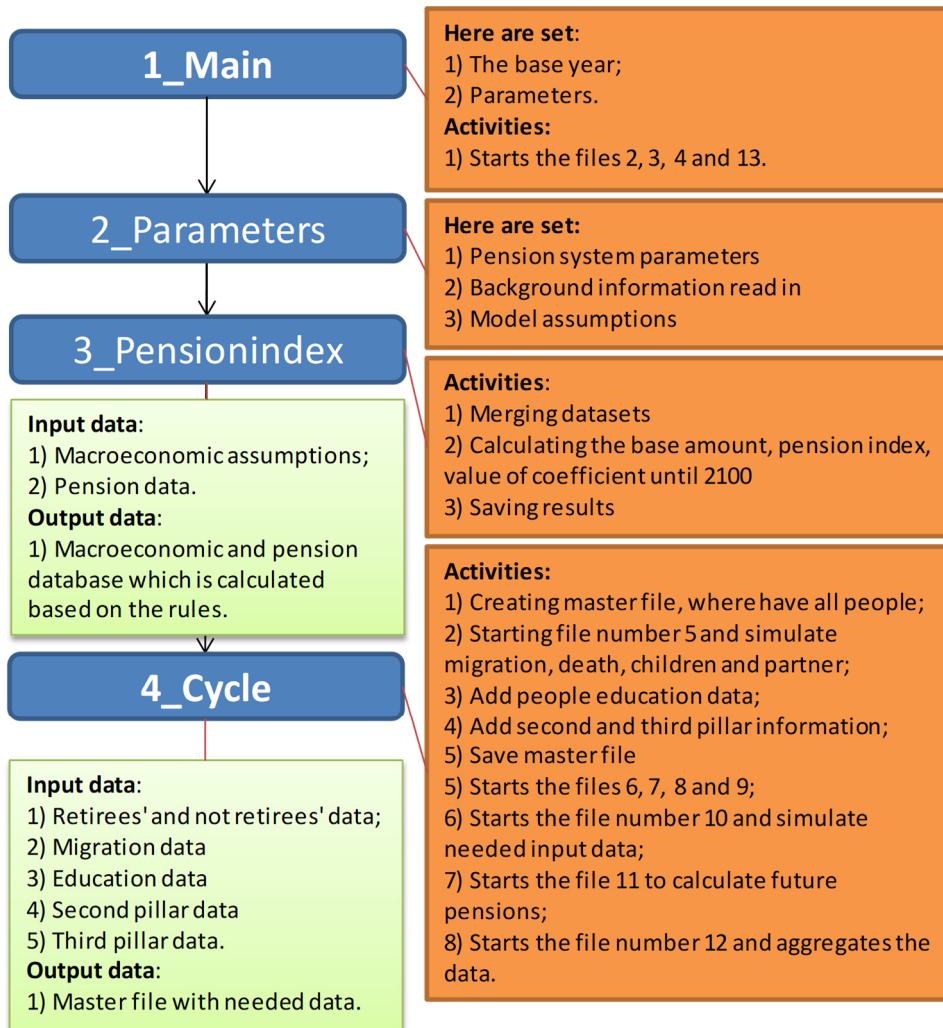 1_Main
Here are set:
1) The base year;
2) Parameters.
Activities:
1) Starts the files 2, 3, 4 and 13.
2_Parameters
Here are set:
1) Pension system parameters
2) Background information read in
3) Model assumptions
3_Pensionindex
Activities:
1) Merging datasets
2) Calculating the base amount, pension index,
value of coefficient until 2100
3) Saving results
Input data:
1) Macroeconomic assumptions;
2) Pension data.
Output data:
1) Macroeconomic and pension
database which is calculated
based on the rules.
4_Cycle
Activities:
1) Creating master file, where have all people;
2) Starting file number 5 and simulate
migration, death, children and partner;
3) Add people education data;
4) Add second and third pillar information;
5) Save master file
5) Starts the files 6, 7, 8 and 9;
6) Starts the file number 10 and simulate
needed input data;
7) Starts the file 11 to calculate future
pensions;
8) Starts the file number 12 and aggregates the
data.
Input data:
1) Retirees' and not retirees' data;
2) Migration data
3) Education data
4) Second pillar data
5) Third pillar data.
Output data:
1) Master file with needed data.